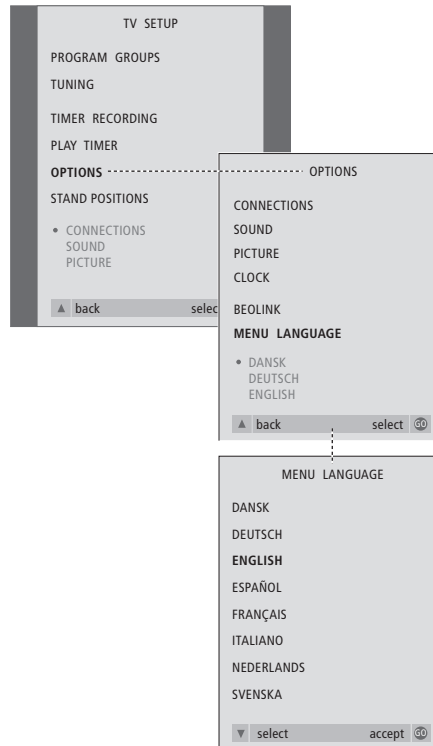 TV SETUP
PROGRAM GROUPS
TUNING
TIMER RECORDING
PLAY TIMER
OPTIONS
STAND POSITIONS
• CONNECTIONS
SOUND
PICTURE
▲ back selec
OPTIONS
CONNECTIONS
SOUND
PICTURE
CLOCK
BEOLINK
MENU LANGUAGE
• DANSK
DEUTSCH
ENGLISH
▲ back select GO
MENU LANGUAGE
DANSK
DEUTSCH
ENGLISH
ESPAÑOL
FRANÇAIS
ITALIANO
NEDERLANDS
SVENSKA
▼ select accept GO